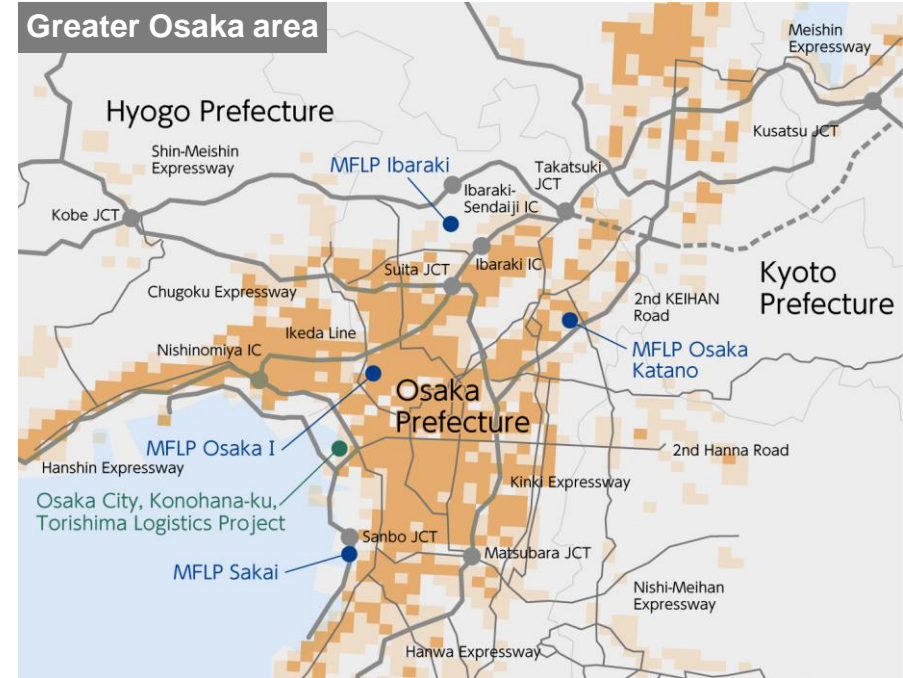 Greater Osaka area
Meishin
Expressway
Hyogo Prefecture
Kusatsu JCT
Shin-Meishin
Expressway
MFLP Ibaraki
Takatsuki
JCT
Ibaraki-
Sendaiji IC
Kobe JCT
Ibaraki IC
Suita JCT
Kyoto
Prefecture
Chugoku Expressway
2nd KEIHAN
Road
Ikeda Line
Nishinomiya IC
MFLP Osaka
Katano
Osaka
Prefecture
MFLP Osaka I
2nd Hanna Road
Hanshin Expressway
Kinki Expressway
Osaka City, Konohana-ku,
Torishima Logistics Project
Sanbo JCT
Matsubara JCT
MFLP Sakai
Nishi-Meihan
Expressway
Hanwa Expressway